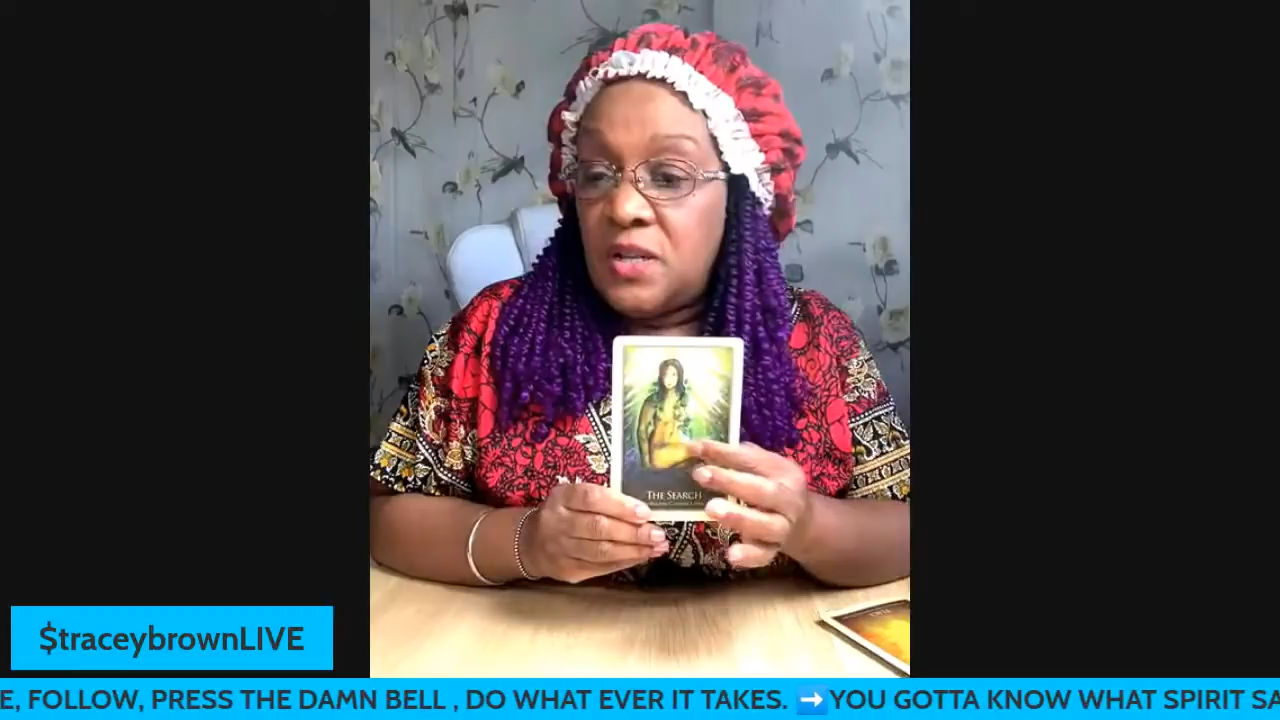 THE SEARCH
$traceybrownLIVE
E, FOLLOW, PRESS THE DAMN BELL , DO WHAT EVER IT TAKES. ➡️YOU GOTTA KNOW WHAT SPIRIT SA